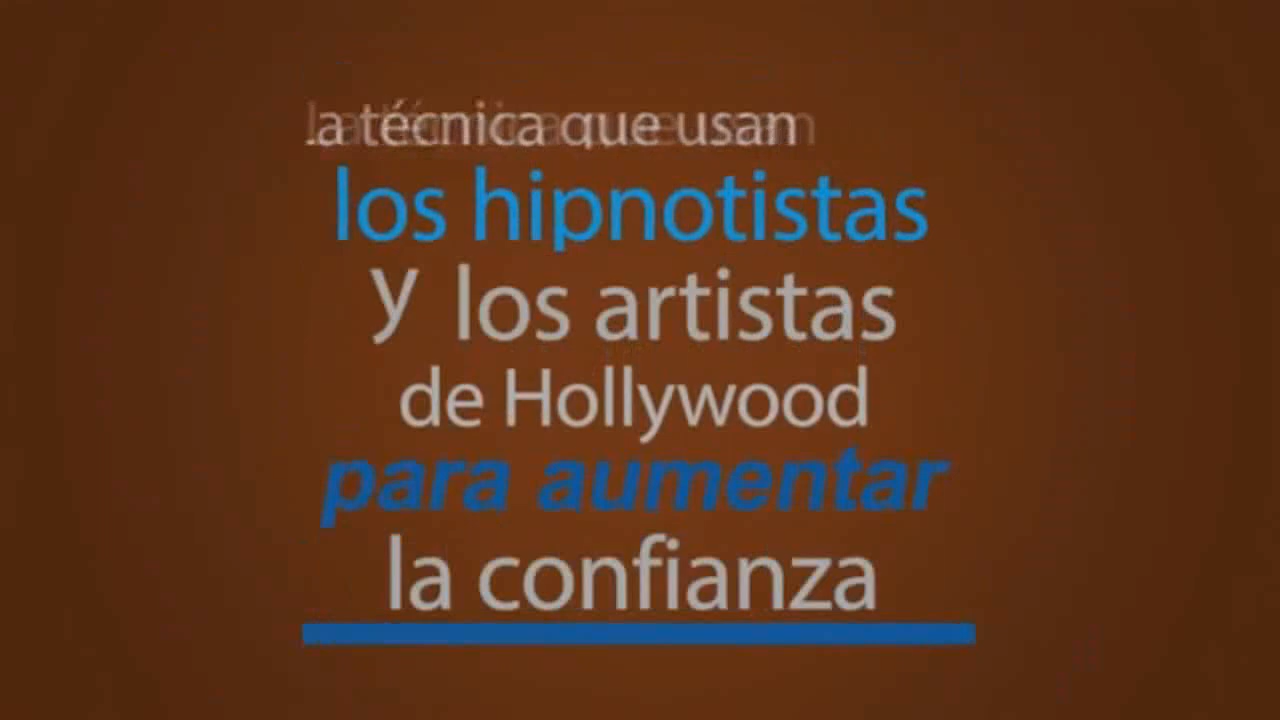 la técnica que usan
los hipnotistas
y los artistas
de Hollywood
para aumentar
la confianza